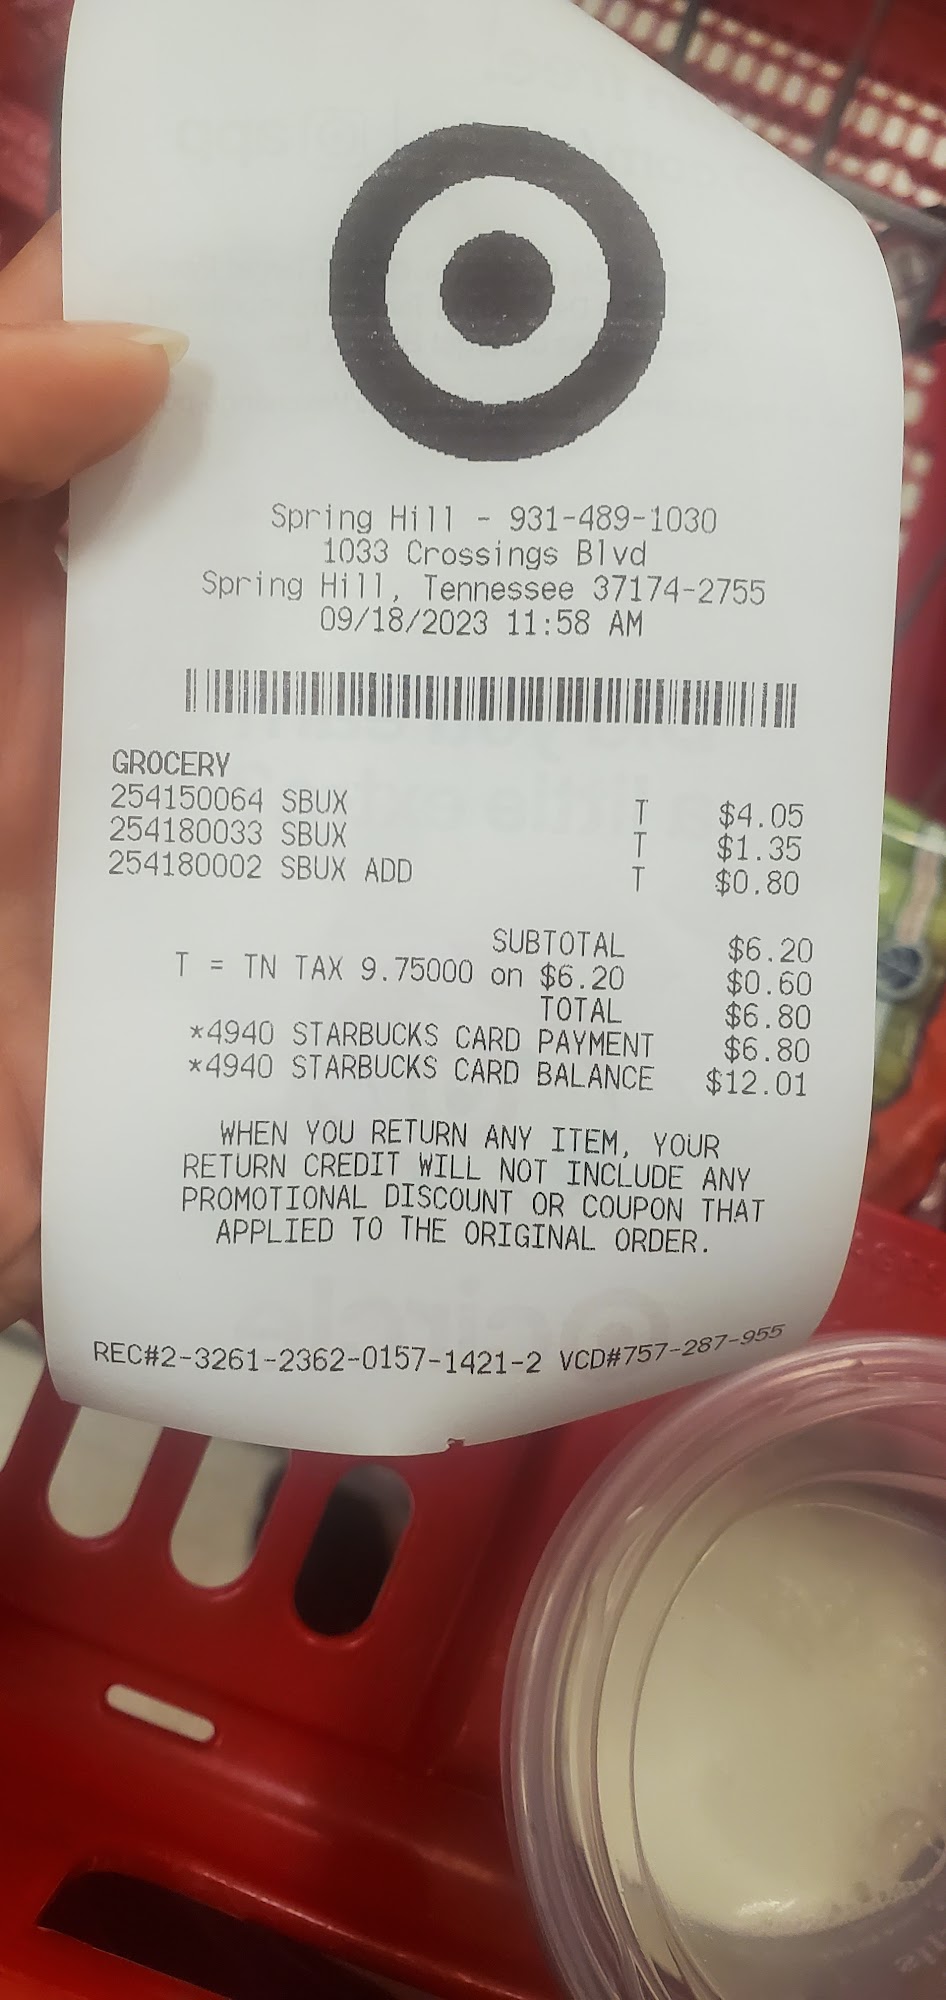 Spring Hill - 931-489-1030
1033 Crossings Blvd
Spring Hill, Tennessee 37174-2755
09/18/2023 11:58 AM
GROCERY
254150064 SBUX T $4.05
254180033 SBUX T $1.35
254180002 SBUX ADD T $0.80
SUBTOTAL $6.20
T = TN TAX 9.75000 on $6.20 $0.60
TOTAL $6.80
*4940 STARBUCKS CARD PAYMENT $6.80
*4940 STARBUCKS CARD BALANCE $12.01
WHEN YOU RETURN ANY ITEM, YOUR
RETURN CREDIT WILL NOT INCLUDE ANY
PROMOTIONAL DISCOUNT OR COUPON THAT
APPLIED TO THE ORIGINAL ORDER.
REC#2-3261-2362-0157-1421-2 VCD#757-287-955